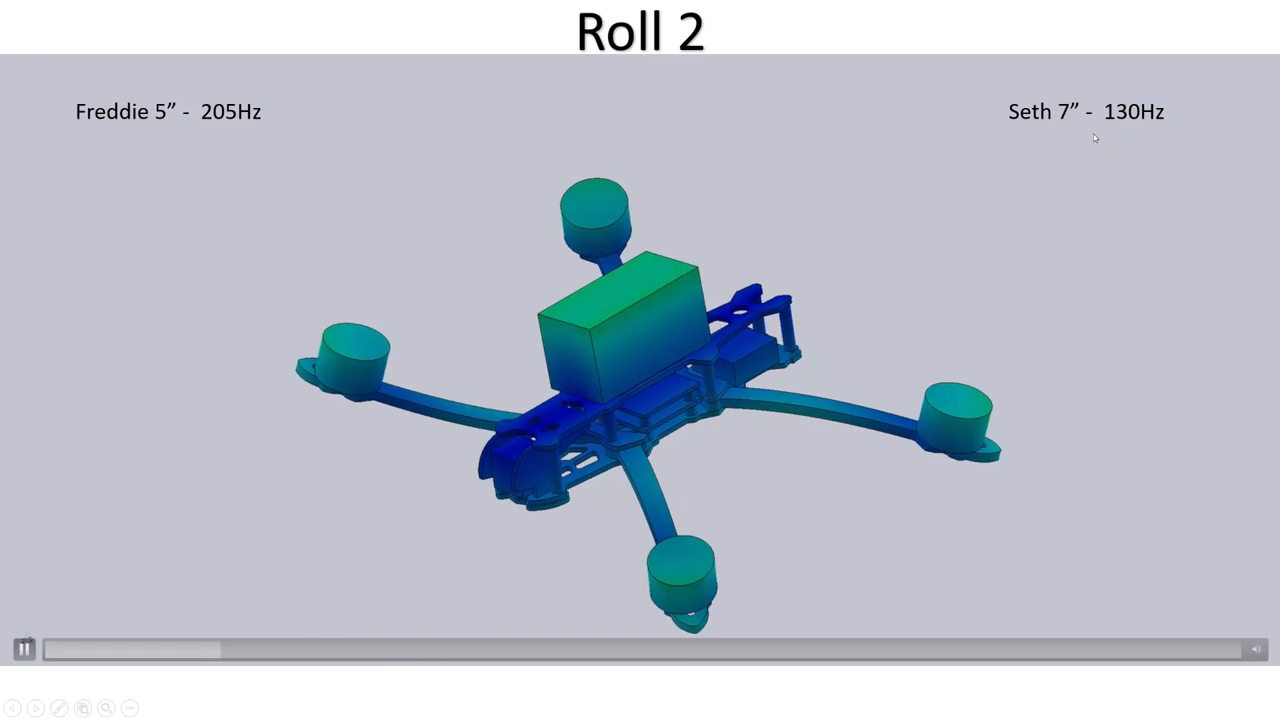 Roll 2
Freddie 5” - 205Hz
Seth 7” - 130Hz